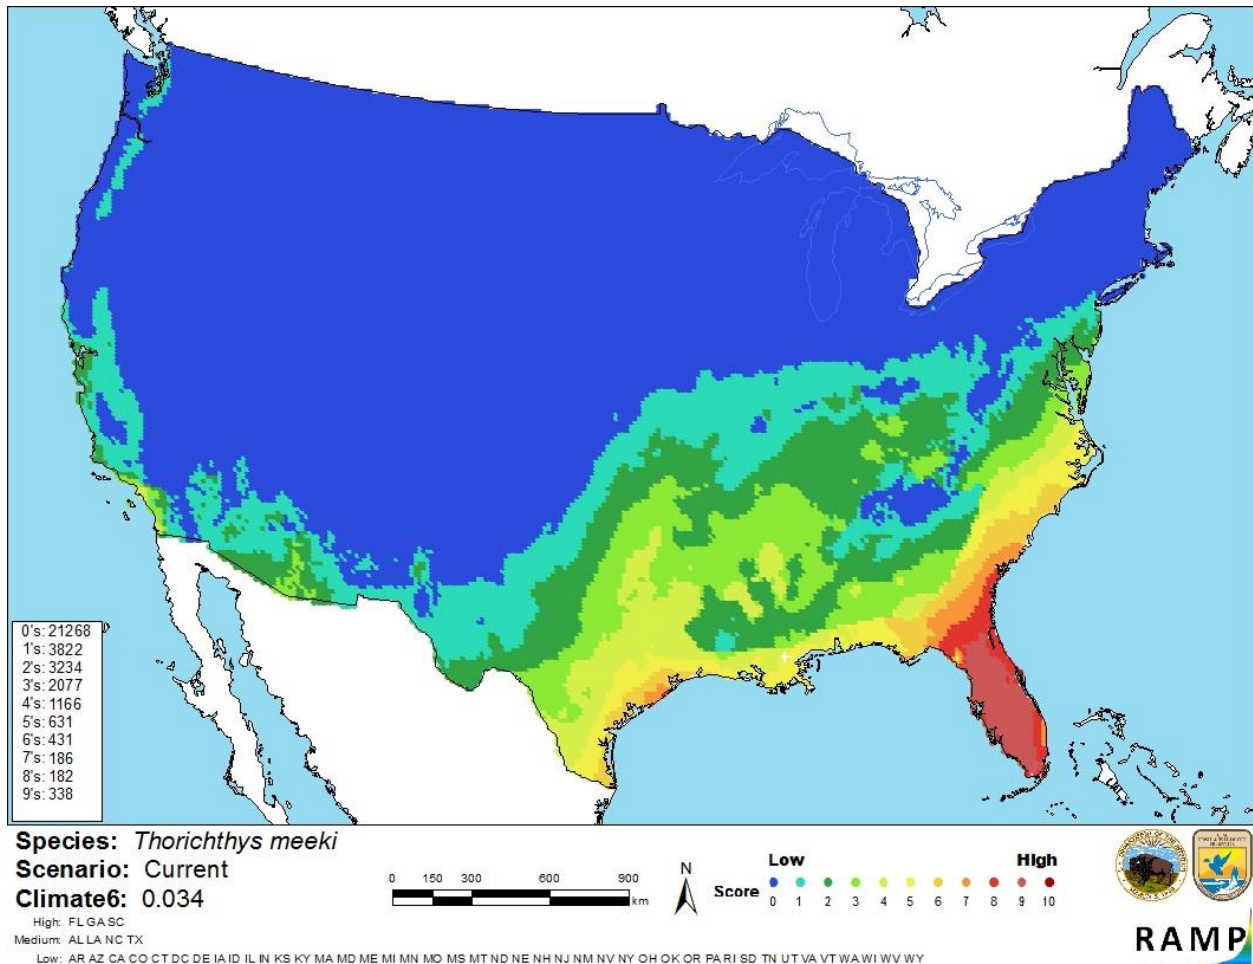 0's: 21268
1's: 3822
2's: 3234
3's: 2077
4's: 1166
5's: 631
6's: 431
7's: 186
8's: 182
9's: 338
Species: Thorichthys meeki
Scenario: Current
Climate6: 0.034
High: FL GA SC
Medium: AL LA NC TX
Low: AR AZ CA CO CT DC DE IA ID IL IN KS KY MA MD ME MI MN MO MS MT ND NE NH NJ NM NV NY OH OK OR PA RI SD TN UT VA VT WA WI WV WY
0 150 300 600 900
km
N
Low High
Score 0 1 2 3 4 5 6 7 8 9 10
RAMP